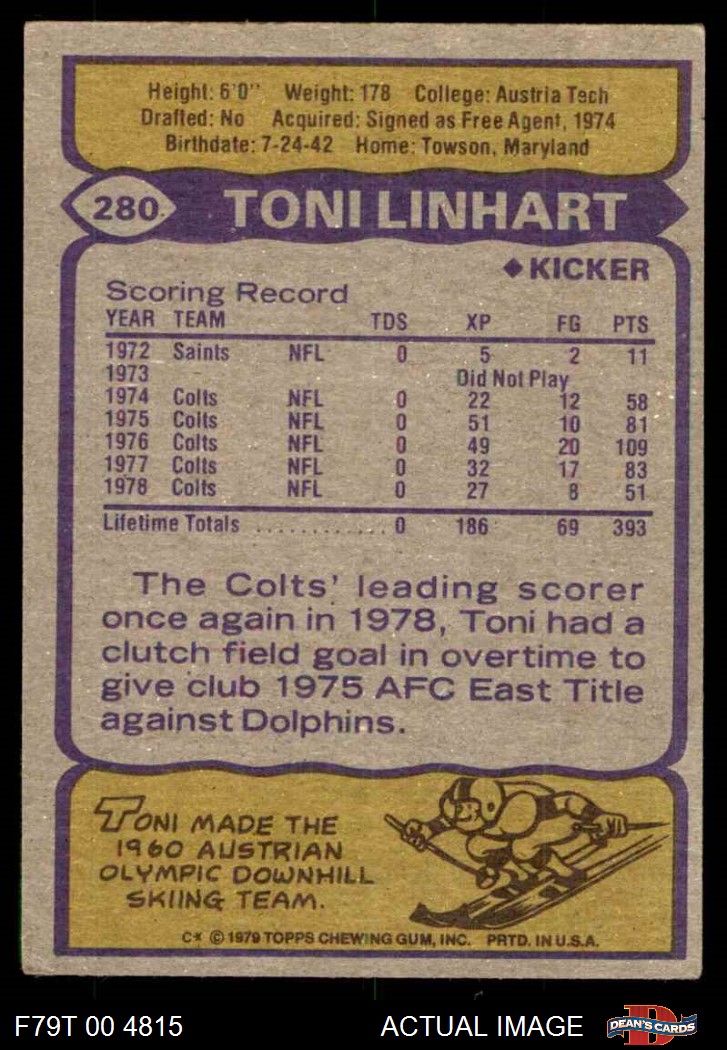 Height: 6'0" Weight: 178 College: Austria Tech
Drafted: No Acquired: Signed as Free Agent, 1974
Birthdate: 7-24-42 Home: Towson, Maryland
280 TONI LINHART
◆KICKER
Scoring Record
YEAR TEAM TDS XP FG PTS
1972 Saints NFL 0 5 2 11
1973 Did Not Play
1974 Colts NFL 0 22 12 58
1975 Colts NFL 0 51 10 81
1976 Colts NFL 0 49 20 109
1977 Colts NFL 0 32 17 83
1978 Colts NFL 0 27 8 51
Lifetime Totals ............. 0 186 69 393
The Colts' leading scorer
once again in 1978, Toni had a
clutch field goal in overtime to
give club 1975 AFC East Title
against Dolphins.
TONI MADE THE
1960 AUSTRIAN
OLYMPIC DOWNHILL
SKIING TEAM.
C* © 1979 TOPPS CHEWING GUM, INC. PRTD. IN U.S.A.
F79T 00 4815 ACTUAL IMAGE D DEAN'S CARDS